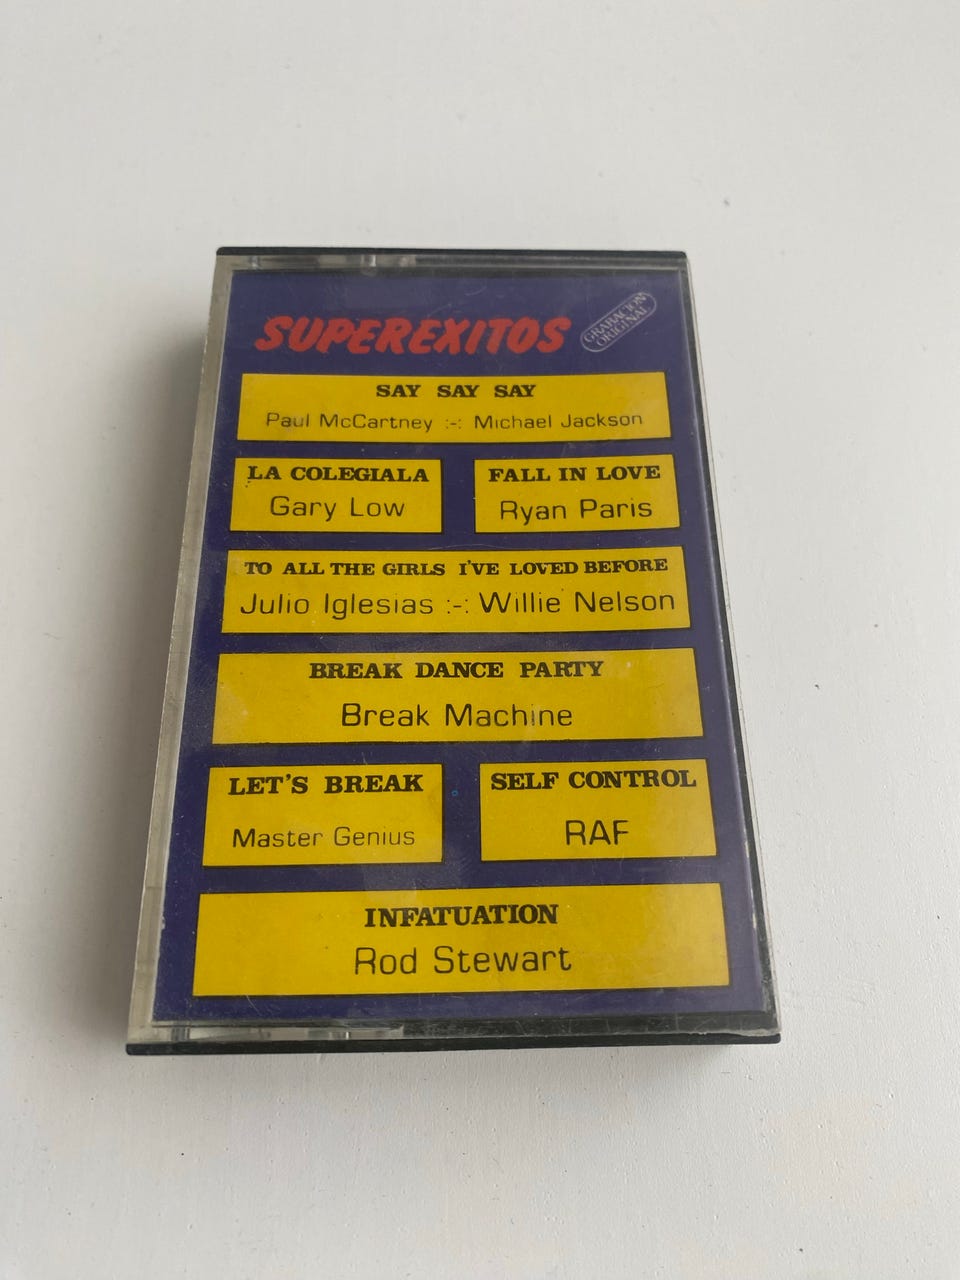 SUPEREXITOS
GRABACION
ORIGINAL
SAY SAY SAY
Paul McCartney :-: Michael Jackson
LA COLEGIALA
Gary Low
FALL IN LOVE
Ryan Paris
TO ALL THE GIRLS I'VE LOVED BEFORE
Julio Iglesias :-: Willie Nelson
BREAK DANCE PARTY
Break Machine
LET'S BREAK
Master Genius
SELF CONTROL
RAF
INFATUATION
Rod Stewart